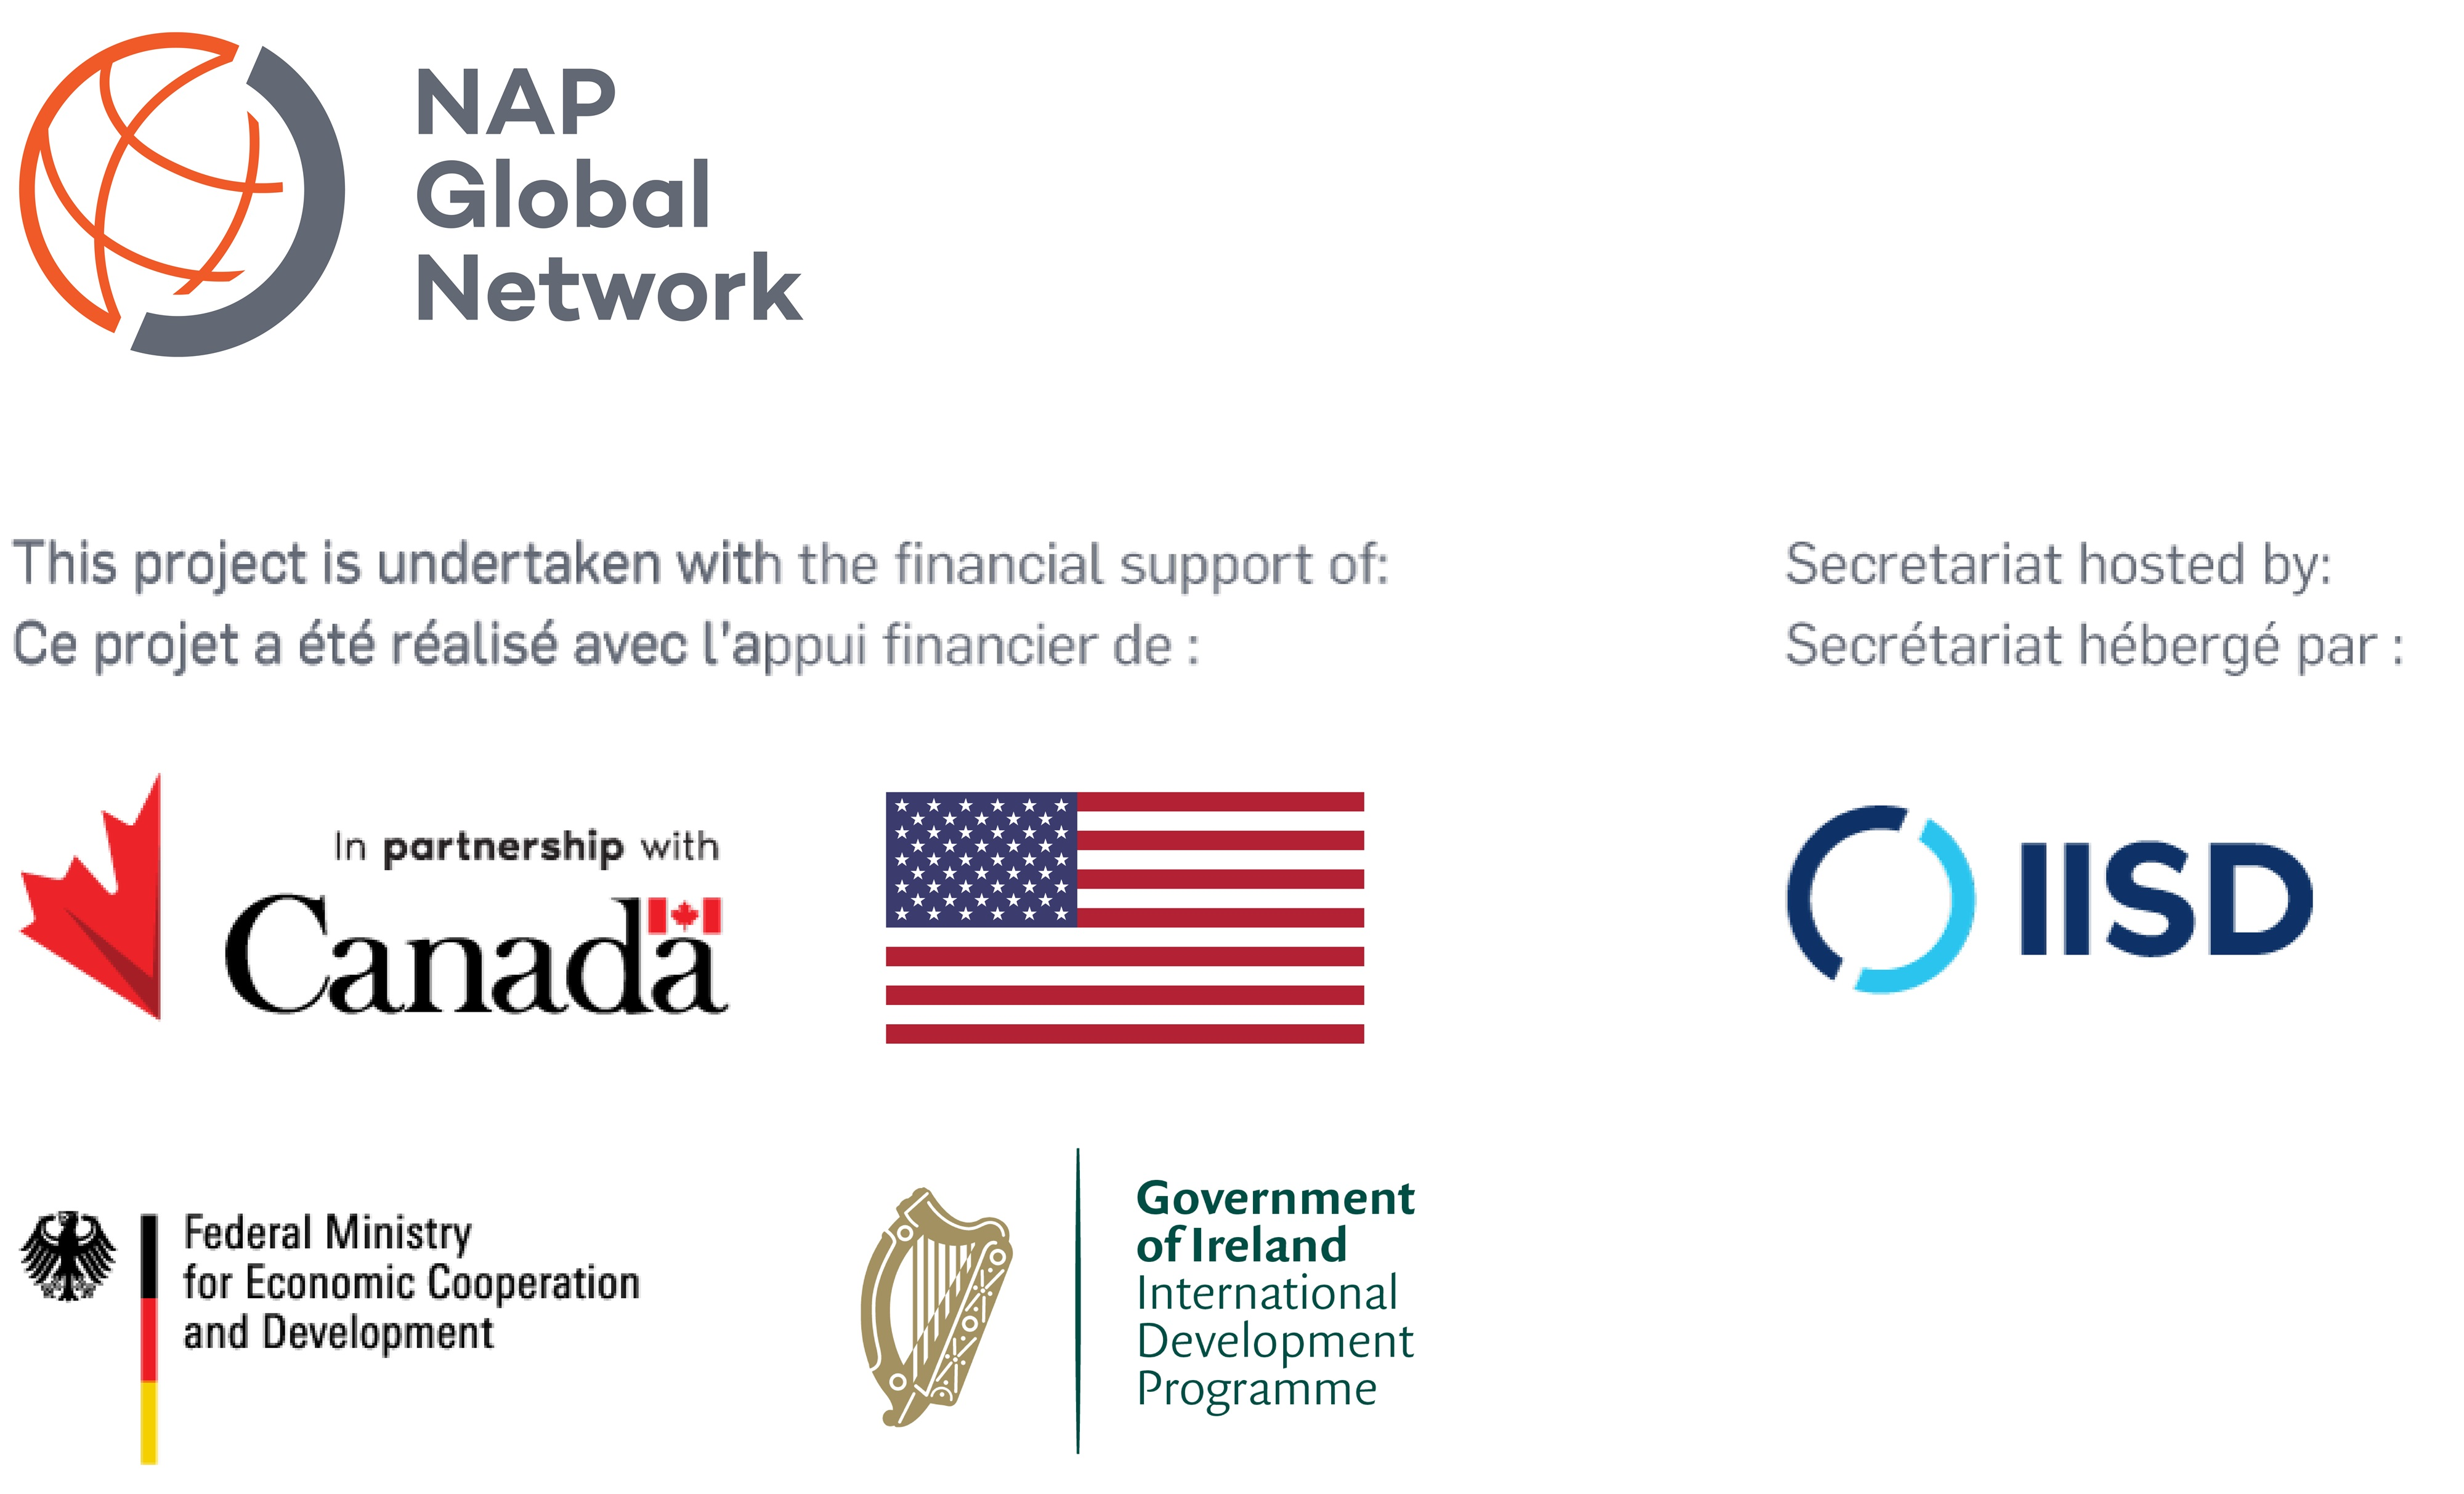 NAP
Global
Network
This project is undertaken with the financial support of:
Ce projet a été réalisé avec l'appui financier de :
Secretariat hosted by:
Secrétariat hébergé par :
In partnership with
Canada
IISD
Federal Ministry
for Economic Cooperation
and Development
Government
of Ireland
International
Development
Programme